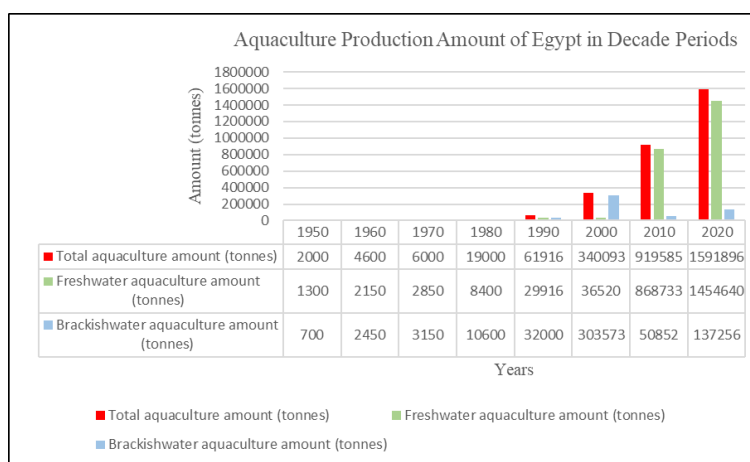 Aquaculture Production Amount of Egypt in Decade Periods
Amount (tonnes)
1800000
1600000
1400000
1200000
1000000
800000
600000
400000
200000
0
1950 1960 1970 1980 1990 2000 2010 2020
Total aquaculture amount (tonnes) 2000 4600 6000 19000 61916 340093 919585 1591896
Freshwater aquaculture amount
(tonnes) 1300 2150 2850 8400 29916 36520 868733 1454640
Brackishwater aquaculture amount
(tonnes) 700 2450 3150 10600 32000 303573 50852 137256
Years
Total aquaculture amount (tonnes) Freshwater aquaculture amount (tonnes)
Brackishwater aquaculture amount (tonnes)